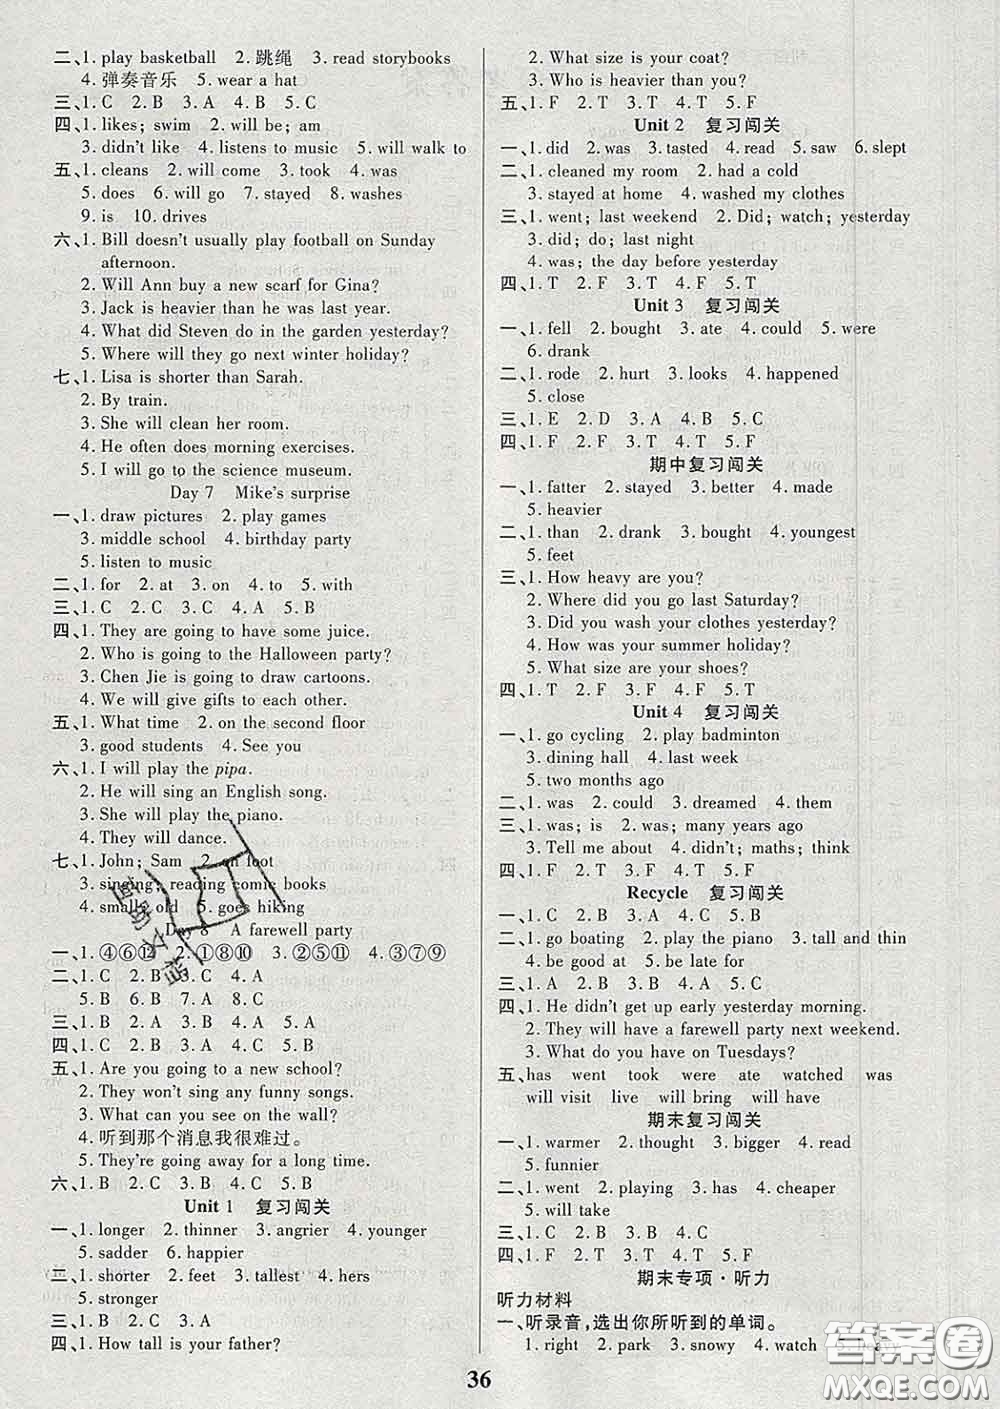 二、1. play basketball 2. 跳绳 3. read storybooks
4. 弹奏音乐 5. wear a hat
三、1. C 2. B 3. A 4. B 5. C
四、1. likes; swim 2. will be; am
3. didn't like 4. listens to music 5. will walk to
五、1. cleans 2. will come 3. took 4. was
5. does 6. will go 7. stayed 8. washes
9. is 10. drives
六、1. Bill doesn't usually play football on Sunday
afternoon.
2. Will Ann buy a new scarf for Gina?
3. Jack is heavier than he was last year.
4. What did Steven do in the garden yesterday?
5. Where will they go next winter holiday?
七、1. Lisa is shorter than Sarah.
2. By train.
3. She will clean her room.
4. He often does morning exercises.
5. I will go to the science museum.
Day 7 Mike's surprise
一、1. draw pictures 2. play games
3. middle school 4. birthday party
5. listen to music
二、1. for 2. at 3. on 4. to 5. with
三、1. C 2. C 3. B 4. A 5. C
四、1. They are going to have some juice.
2. Who is going to the Halloween party?
3. Chen Jie is going to draw cartoons.
4. We will give gifts to each other.
五、1. What time 2. on the second floor
3. good students 4. See you
六、1. I will play the pipa.
2. He will sing an English song.
3. She will play the piano.
4. They will dance.
七、1. John; Sam 2. on foot
3. singing; reading comic books
4. small; old 5. goes hiking
Day 8 A farewell party
一、1. ④⑥⑫ 2. ①⑧⑩ 3. ②⑤⑪ 4. ③⑦⑨
二、1. C 2. B 3. C 4. A
5. B 6. B 7. A 8. C
三、1. B 2. A 3. B 4. A 5. A
四、1. C 2. B 3. A 4. C 5. B
五、1. Are you going to a new school?
2. They won't sing any funny songs.
3. What can you see on the wall?
4. 听到那个消息我很难过。
5. They're going away for a long time.
六、1. B 2. C 3. A 4. C 5. B
Unit 1 复习闯关
一、1. longer 2. thinner 3. angrier 4. younger
5. sadder 6. happier
二、1. shorter 2. feet 3. tallest 4. hers
5. stronger
三、1. B 2. C 3. A
四、1. How tall is your father?
2. What size is your coat?
3. Who is heavier than you?
五、1. F 2. T 3. T 4. T 5. F
Unit 2 复习闯关
一、1. did 2. was 3. tasted 4. read 5. saw 6. slept
二、1. cleaned my room 2. had a cold
3. stayed at home 4. washed my clothes
三、1. went; last weekend 2. Did; watch; yesterday
3. did; do; last night
4. was; the day before yesterday
四、1. T 2. F 3. T 4. F 5. T
Unit 3 复习闯关
一、1. fell 2. bought 3. ate 4. could 5. were
6. drank
二、1. rode 2. hurt 3. looks 4. happened
5. close
三、1. E 2. D 3. A 4. B 5. C
四、1. F 2. F 3. T 4. T 5. F
期中复习闯关
一、1. fatter 2. stayed 3. better 4. made
5. heavier
二、1. than 2. drank 3. bought 4. youngest
5. feet
三、1. How heavy are you?
2. Where did you go last Saturday?
3. Did you wash your clothes yesterday?
4. How was your summer holiday?
5. What size are your shoes?
四、1. T 2. F 3. F 4. F 5. T
Unit 4 复习闯关
一、1. go cycling 2. play badminton
3. dining hall 4. last week
5. two months ago
二、1. was 2. could 3. dreamed 4. them
三、1. was; is 2. was; many years ago
3. Tell me about 4. didn't; maths; think
四、1. F 2. F 3. T 4. F 5. T
Recycle 复习闯关
一、1. C 2. B 3. B 4. C 5. A
二、1. go boating 2. play the piano 3. tall and thin
4. be good at 5. be late for
三、1. A 2. B 3. C 4. A 5. C
四、1. He didn't get up early yesterday morning.
2. They will have a farewell party next weekend.
3. What do you have on Tuesdays?
五、has went took were ate watched was
will visit live will bring will have
期末复习闯关
一、1. warmer 2. thought 3. bigger 4. read
5. funnier
二、1. went 2. playing 3. has 4. cheaper
5. will take
三、1. C 2. B 3. B 4. C
四、1. F 2. T 3. T 4. F 5. F
期末专项·听力
听力材料
一、听录音，选出你所听到的单词。
1. right 2. park 3. snowy 4. watch
答案圈
MXQE.COM
36